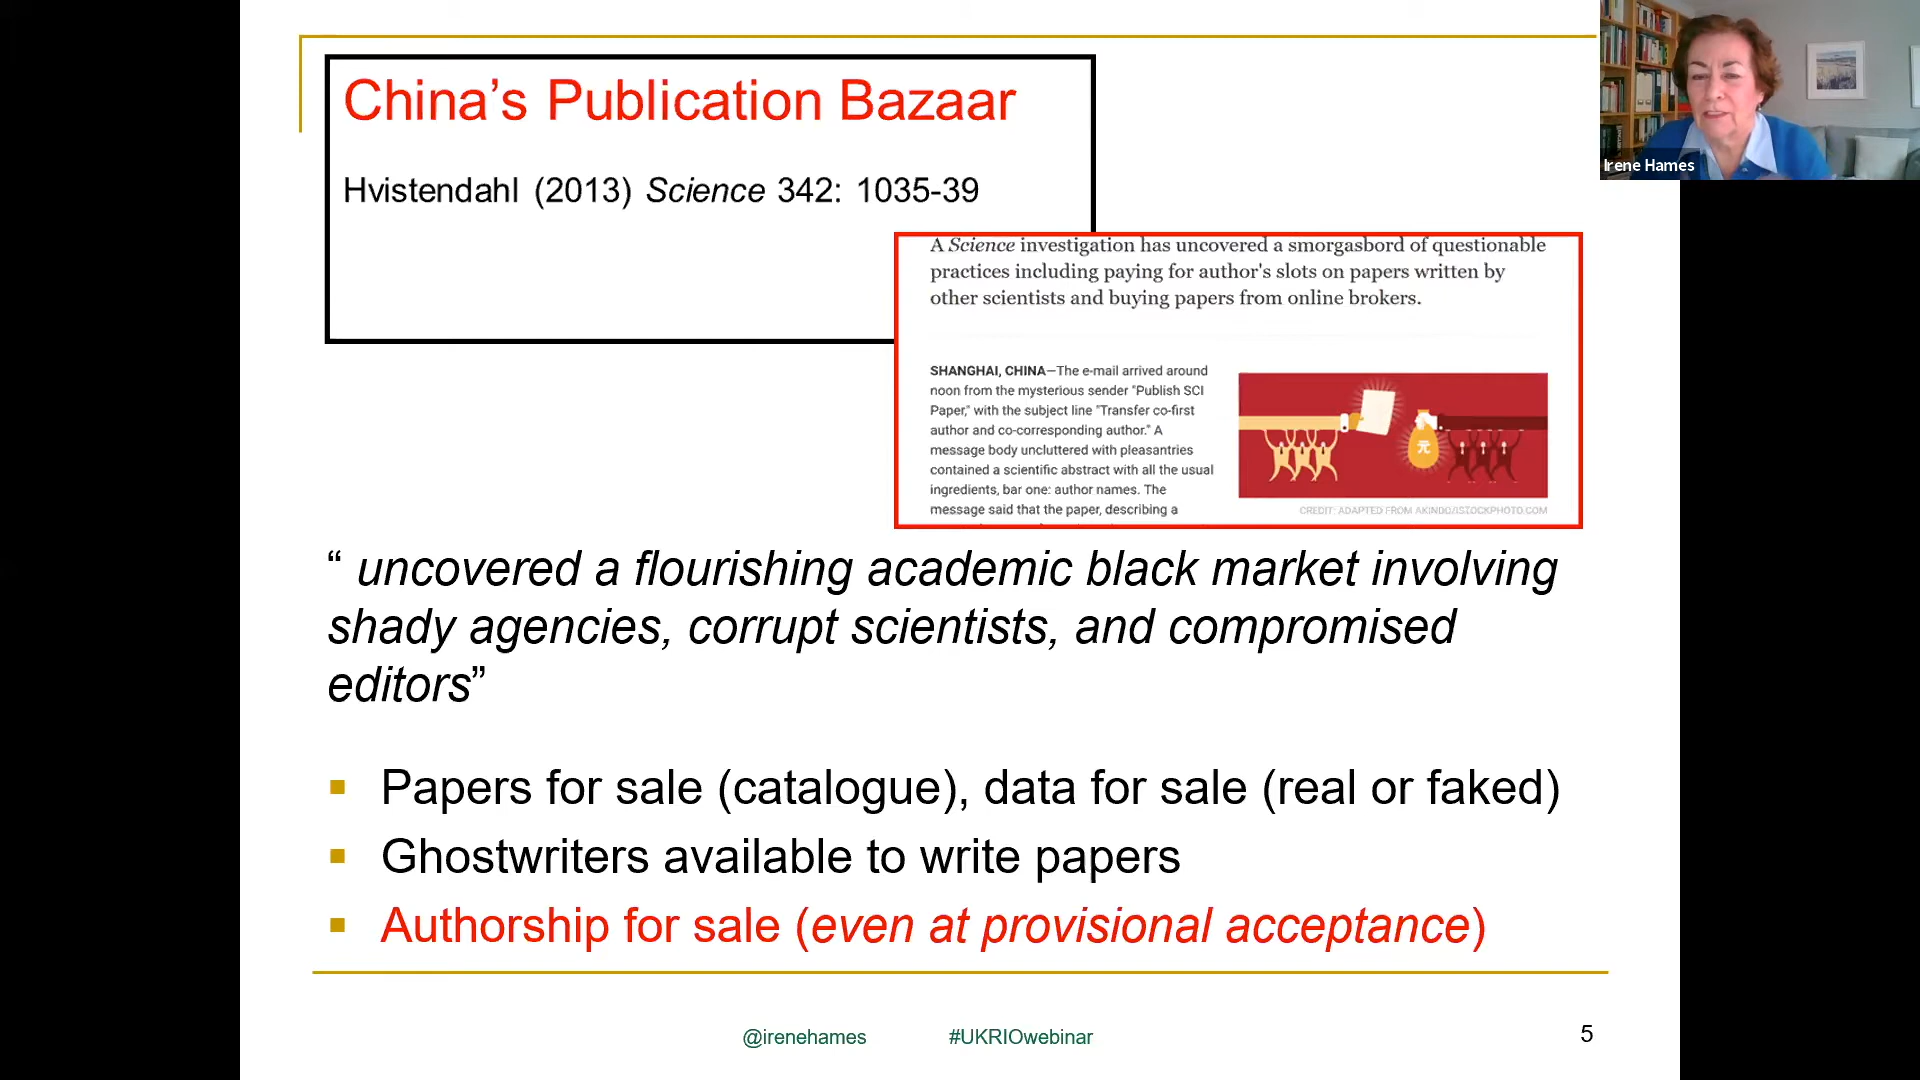 China's Publication Bazaar
Hvistendahl (2013) Science 342: 1035-39
Irene Hames
A Science investigation has uncovered a smorgasbord of questionable
practices including paying for author's slots on papers written by
other scientists and buying papers from online brokers.
SHANGHAI, CHINA—The e-mail arrived around
noon from the mysterious sender "Publish SCI
Paper," with the subject line "Transfer co-first
author and co-corresponding author." A
message body uncluttered with pleasantries
contained a scientific abstract with all the usual
ingredients, bar one: author names. The
message said that the paper, describing a
元
CREDIT: ADAPTED FROM AKINDO/ISTOCKPHOTO.COM
“ uncovered a flourishing academic black market involving
shady agencies, corrupt scientists, and compromised
editors”
▪ Papers for sale (catalogue), data for sale (real or faked)
▪ Ghostwriters available to write papers
▪ Authorship for sale (even at provisional acceptance)
@irenehames #UKRIOwebinar 5